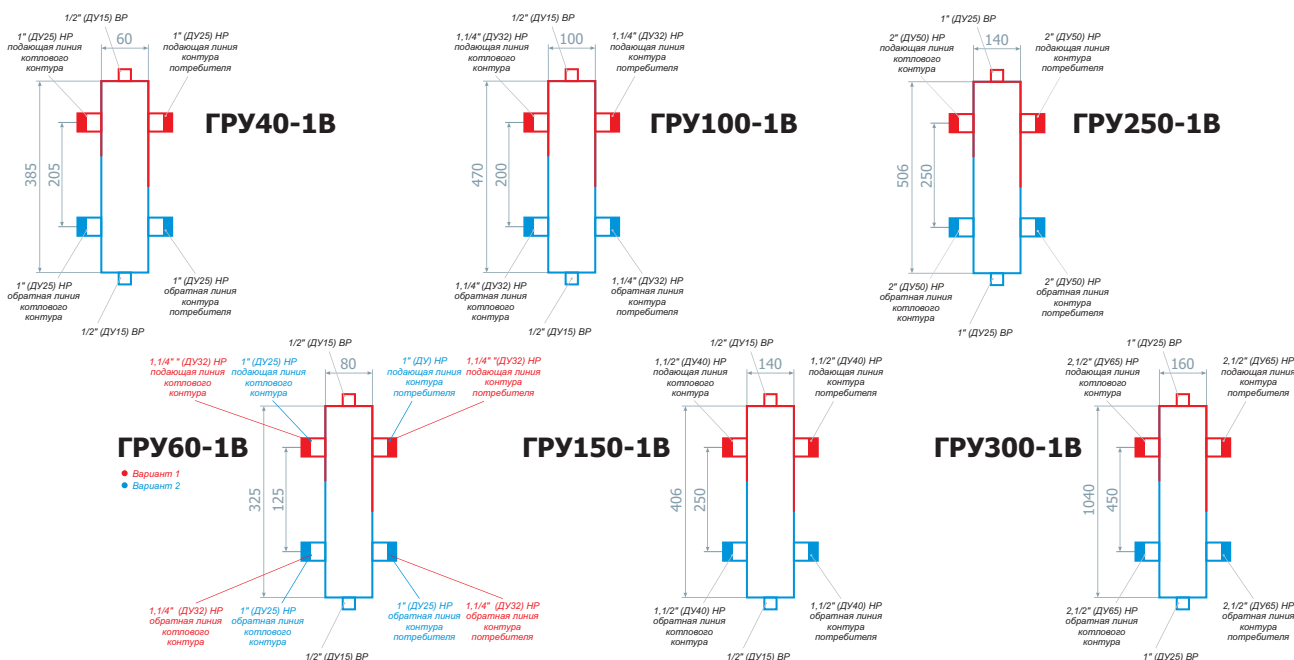 1/2" (ДУ15) ВР
60
1" (ДУ25) НР
подающая линия
котлового
контура
1" (ДУ25) НР
подающая линия
контура
потребителя
ГРУ40-1В
385
205
1" (ДУ25) НР
обратная линия
котлового
контура
1" (ДУ25) НР
обратная линия
контура
потребителя
1/2" (ДУ15) ВР
1/2" (ДУ15) ВР
100
1,1/4" (ДУ32) НР
подающая линия
котлового
контура
1,1/4" (ДУ32) НР
подающая линия
контура
потребителя
ГРУ100-1В
470
200
1,1/4" (ДУ32) НР
обратная линия
котлового
контура
1,1/4" (ДУ32) НР
обратная линия
контура
потребителя
1/2" (ДУ15) ВР
1" (ДУ25) ВР
140
2" (ДУ50) НР
подающая линия
котлового
контура
2" (ДУ50) НР
подающая линия
контура
потребителя
ГРУ250-1В
506
250
2" (ДУ50) НР
обратная линия
котлового
контура
2" (ДУ50) НР
обратная линия
контура
потребителя
1" (ДУ25) ВР
1/2" (ДУ15) ВР
80
1,1/4" " (ДУ32) НР
подающая линия
котлового
контура
1" (ДУ25) НР
подающая линия
котлового
контура
1" (ДУ) НР
подающая линия
контура
потребителя
1,1/4" "(ДУ32) НР
подающая линия
контура
потребителя
ГРУ60-1В
Вариант 1
Вариант 2
325
125
1,1/4" (ДУ32) НР
обратная линия
котлового
контура
1" (ДУ25) НР
обратная линия
котлового
контура
1" (ДУ25) НР
обратная линия
контура
потребителя
1,1/4" (ДУ32) НР
обратная линия
контура
потребителя
1/2" (ДУ15) ВР
1/2" (ДУ15) ВР
140
1,1/2" (ДУ40) НР
подающая линия
котлового
контура
1,1/2" (ДУ40) НР
подающая линия
контура
потребителя
ГРУ150-1В
406
250
1,1/2" (ДУ40) НР
обратная линия
котлового
контура
1,1/2" (ДУ40) НР
обратная линия
контура
потребителя
1/2" (ДУ15) ВР
1" (ДУ25) ВР
160
2,1/2" (ДУ65) НР
подающая линия
котлового
контура
2,1/2" (ДУ65) НР
подающая линия
контура
потребителя
ГРУ300-1В
1040
450
2,1/2" (ДУ65) НР
обратная линия
котлового
контура
2,1/2" (ДУ65) НР
обратная линия
контура
потребителя
1" (ДУ25) ВР